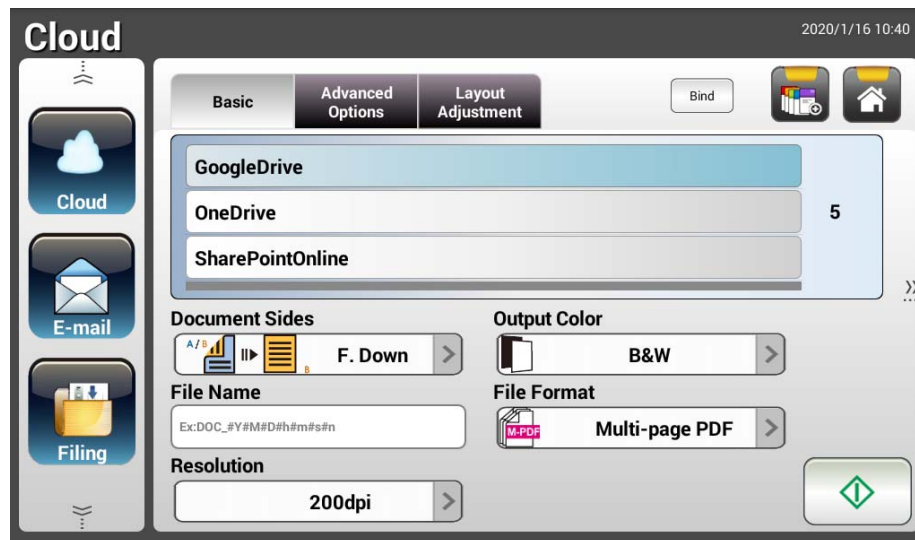 Cloud
2020/1/16 10:40
Basic
Advanced
Options
Layout
Adjustment
Bind
Cloud
E-mail
Filing
GoogleDrive
OneDrive
SharePointOnline
5
Document Sides
A/B
B
F. Down
Output Color
B&W
File Name
Ex:DOC_#Y#M#D#h#m#s#n
File Format
M-PDF
Multi-page PDF
Resolution
200dpi